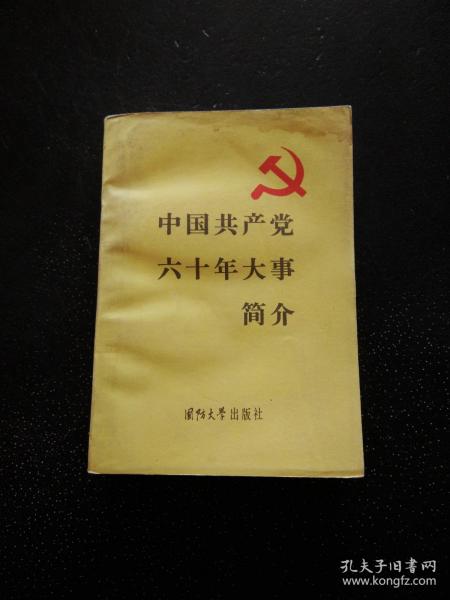 中国共产党
六十年大事
简介
国防大学出版社
孔夫子旧书网
www.kongfz.com